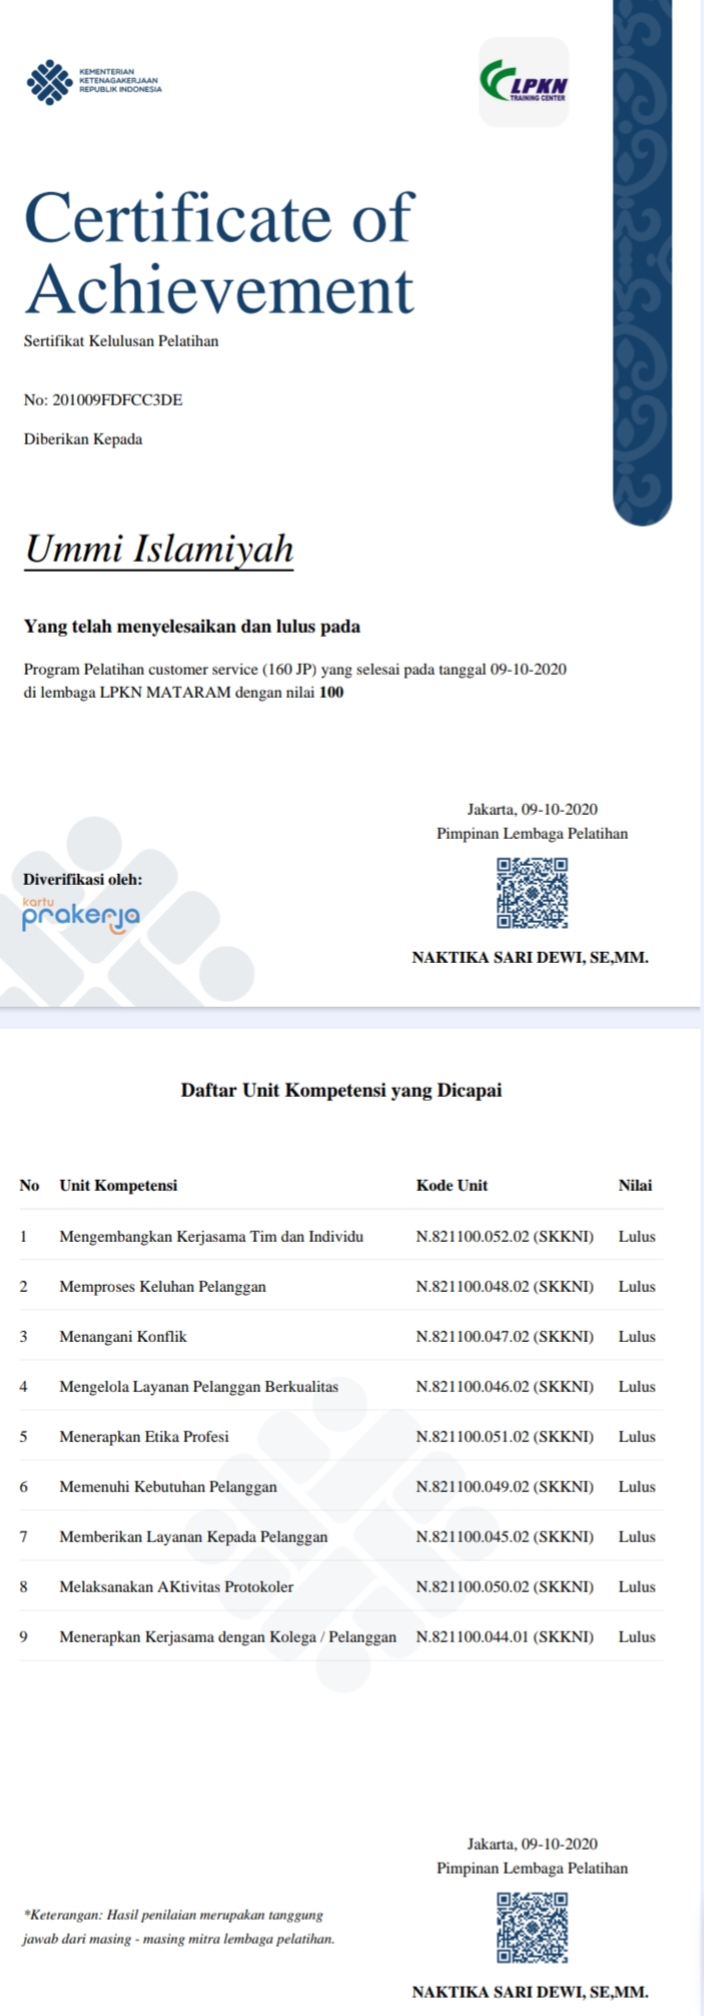 KEMENTERIAN
KETENAGAKERJAAN
REPUBLIK INDONESIA
LPKN
TRAINING CENTER
Certificate of
Achievement
Sertifikat Kelulusan Pelatihan
No: 201009FDFCC3DE
Diberikan Kepada
Ummi Islamiyah
Yang telah menyelesaikan dan lulus pada
Program Pelatihan customer service (160 JP) yang selesai pada tanggal 09-10-2020
di lembaga LPKN MATARAM dengan nilai 100
Jakarta, 09-10-2020
Pimpinan Lembaga Pelatihan
Diverifikasi oleh:
kartu
prakerja
NAKTIKA SARI DEWI, SE,MM.
Daftar Unit Kompetensi yang Dicapai
No Unit Kompetensi Kode Unit Nilai
1 Mengembangkan Kerjasama Tim dan Individu N.821100.052.02 (SKKNI) Lulus
2 Memproses Keluhan Pelanggan N.821100.048.02 (SKKNI) Lulus
3 Menangani Konflik N.821100.047.02 (SKKNI) Lulus
4 Mengelola Layanan Pelanggan Berkualitas N.821100.046.02 (SKKNI) Lulus
5 Menerapkan Etika Profesi N.821100.051.02 (SKKNI) Lulus
6 Memenuhi Kebutuhan Pelanggan N.821100.049.02 (SKKNI) Lulus
7 Memberikan Layanan Kepada Pelanggan N.821100.045.02 (SKKNI) Lulus
8 Melaksanakan AKtivitas Protokoler N.821100.050.02 (SKKNI) Lulus
9 Menerapkan Kerjasama dengan Kolega / Pelanggan N.821100.044.01 (SKKNI) Lulus
Jakarta, 09-10-2020
Pimpinan Lembaga Pelatihan
*Keterangan: Hasil penilaian merupakan tanggung
jawab dari masing - masing mitra lembaga pelatihan.
NAKTIKA SARI DEWI, SE,MM.